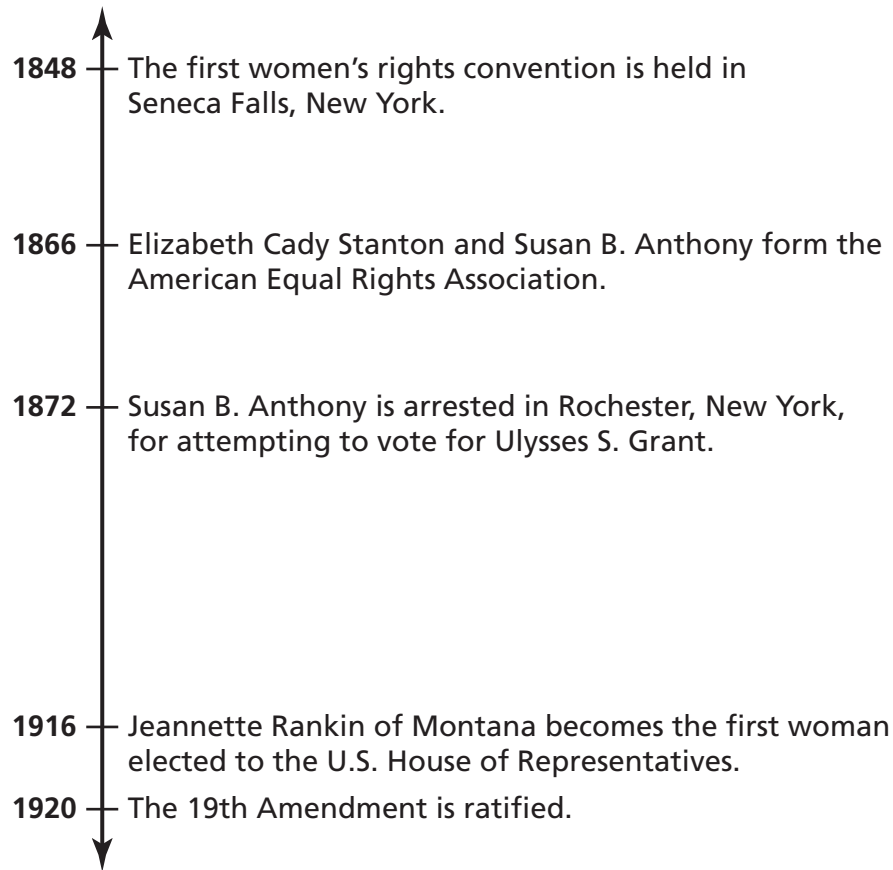 1848 The first women’s rights convention is held in
Seneca Falls, New York.
1866 Elizabeth Cady Stanton and Susan B. Anthony form the
American Equal Rights Association.
1872 Susan B. Anthony is arrested in Rochester, New York,
for attempting to vote for Ulysses S. Grant.
1916 Jeannette Rankin of Montana becomes the first woman
elected to the U.S. House of Representatives.
1920 The 19th Amendment is ratified.